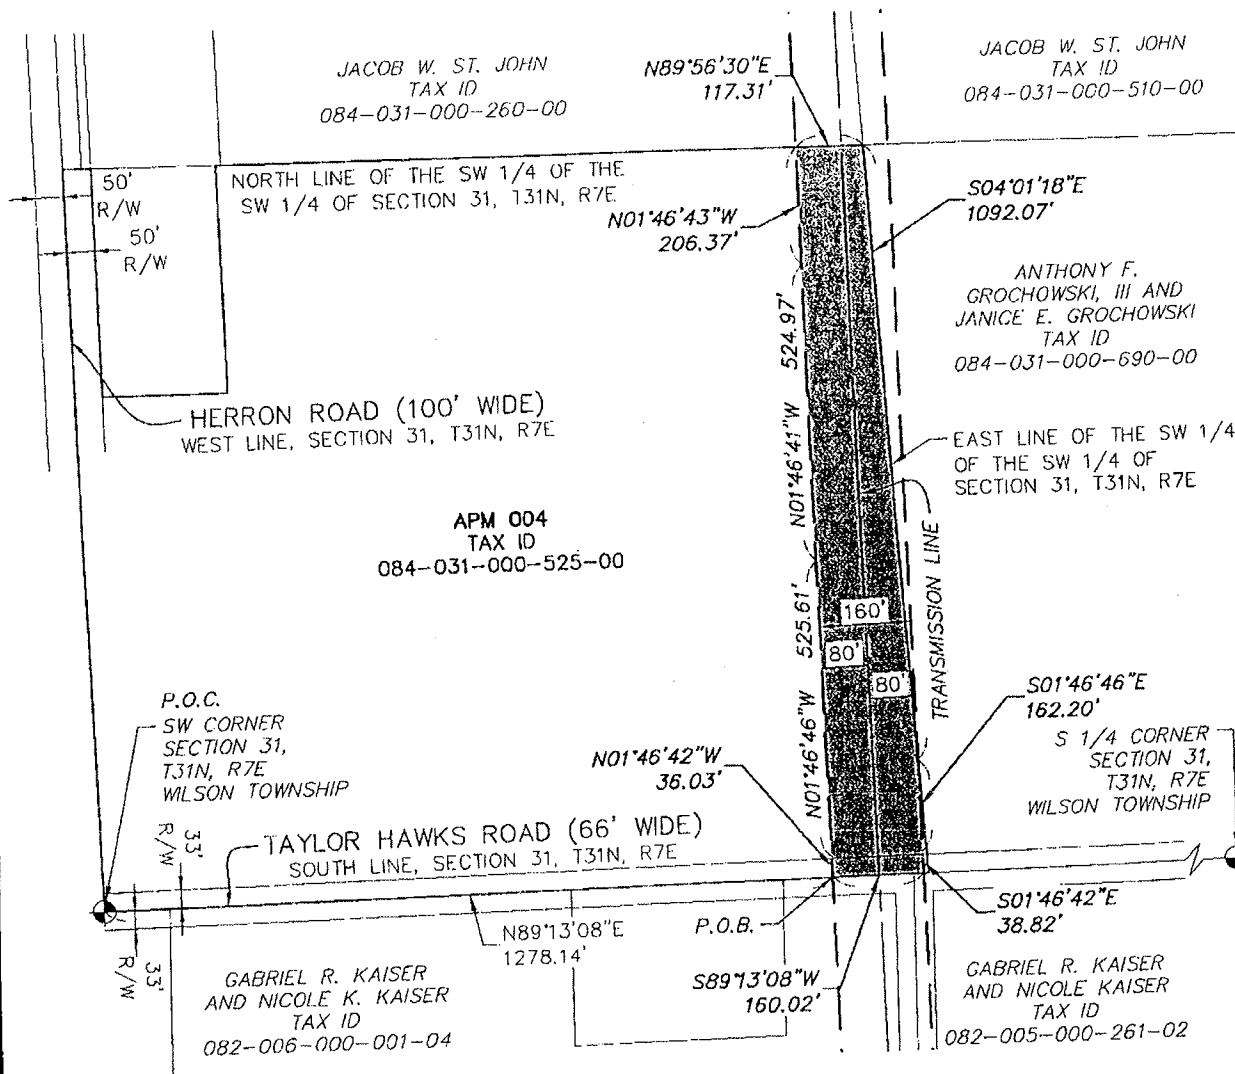 JACOB W. ST. JOHN
TAX ID
084-031-000-260-00
N89°56'30"E
117.31'
JACOB W. ST. JOHN
TAX ID
084-031-000-510-00
50'
R/W
50'
R/W
NORTH LINE OF THE SW 1/4 OF THE
SW 1/4 OF SECTION 31, T31N, R7E
N01°46'43"W
206.37'
S04°01'18"E
1092.07'
ANTHONY F.
GROCHOWSKI, III AND
JANICE E. GROCHOWSKI
TAX ID
084-031-000-690-00
524.97'
N01°46'41"W
HERRON ROAD (100' WIDE)
WEST LINE, SECTION 31, T31N, R7E
EAST LINE OF THE SW 1/4
OF THE SW 1/4 OF
SECTION 31, T31N, R7E
APM 004
TAX ID
084-031-000-525-00
TRANSMISSION LINE
160'
80'
80'
525.61'
N01°46'46"W
P.O.C.
SW CORNER
SECTION 31,
T31N, R7E
WILSON TOWNSHIP
N01°46'42"W
36.03'
S01°46'46"E
162.20'
S 1/4 CORNER
SECTION 31,
T31N, R7E
WILSON TOWNSHIP
33'
R/W
TAYLOR HAWKS ROAD (66' WIDE)
SOUTH LINE, SECTION 31, T31N, R7E
33'
R/W
N89°13'08"E
1278.14'
P.O.B.
S01°46'42"E
38.82'
S89°13'08"W
160.02'
GABRIEL R. KAISER
AND NICOLE K. KAISER
TAX ID
082-006-000-001-04
GABRIEL R. KAISER
AND NICOLE KAISER
TAX ID
082-005-000-261-02